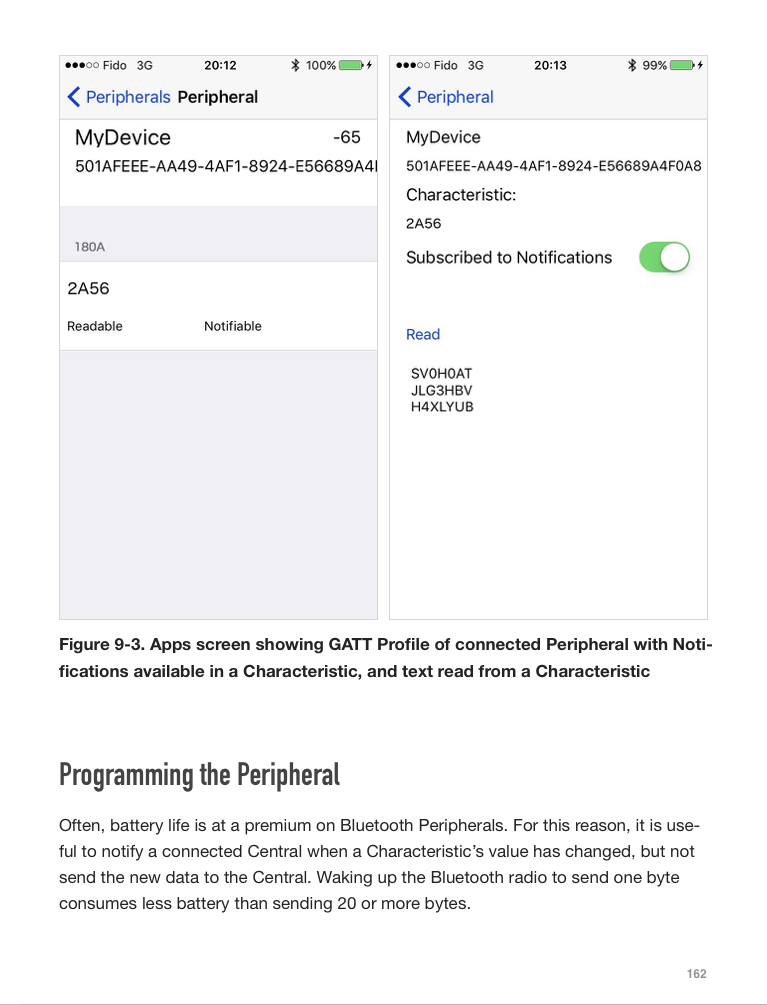 ●●●○○ Fido 3G 20:12 100%
Peripherals Peripheral
MyDevice -65
501AFEEE-AA49-4AF1-8924-E56689A4
180A
2A56
Readable Notifiable
●●●○○ Fido 3G 20:13 99%
Peripheral
MyDevice
501AFEEE-AA49-4AF1-8924-E56689A4F0A8
Characteristic:
2A56
Subscribed to Notifications
Read
SV0H0AT
JLG3HBV
H4XLYUB
Figure 9-3. Apps screen showing GATT Profile of connected Peripheral with Noti-
fications available in a Characteristic, and text read from a Characteristic
Programming the Peripheral
Often, battery life is at a premium on Bluetooth Peripherals. For this reason, it is use-
ful to notify a connected Central when a Characteristic’s value has changed, but not
send the new data to the Central. Waking up the Bluetooth radio to send one byte
consumes less battery than sending 20 or more bytes.
162